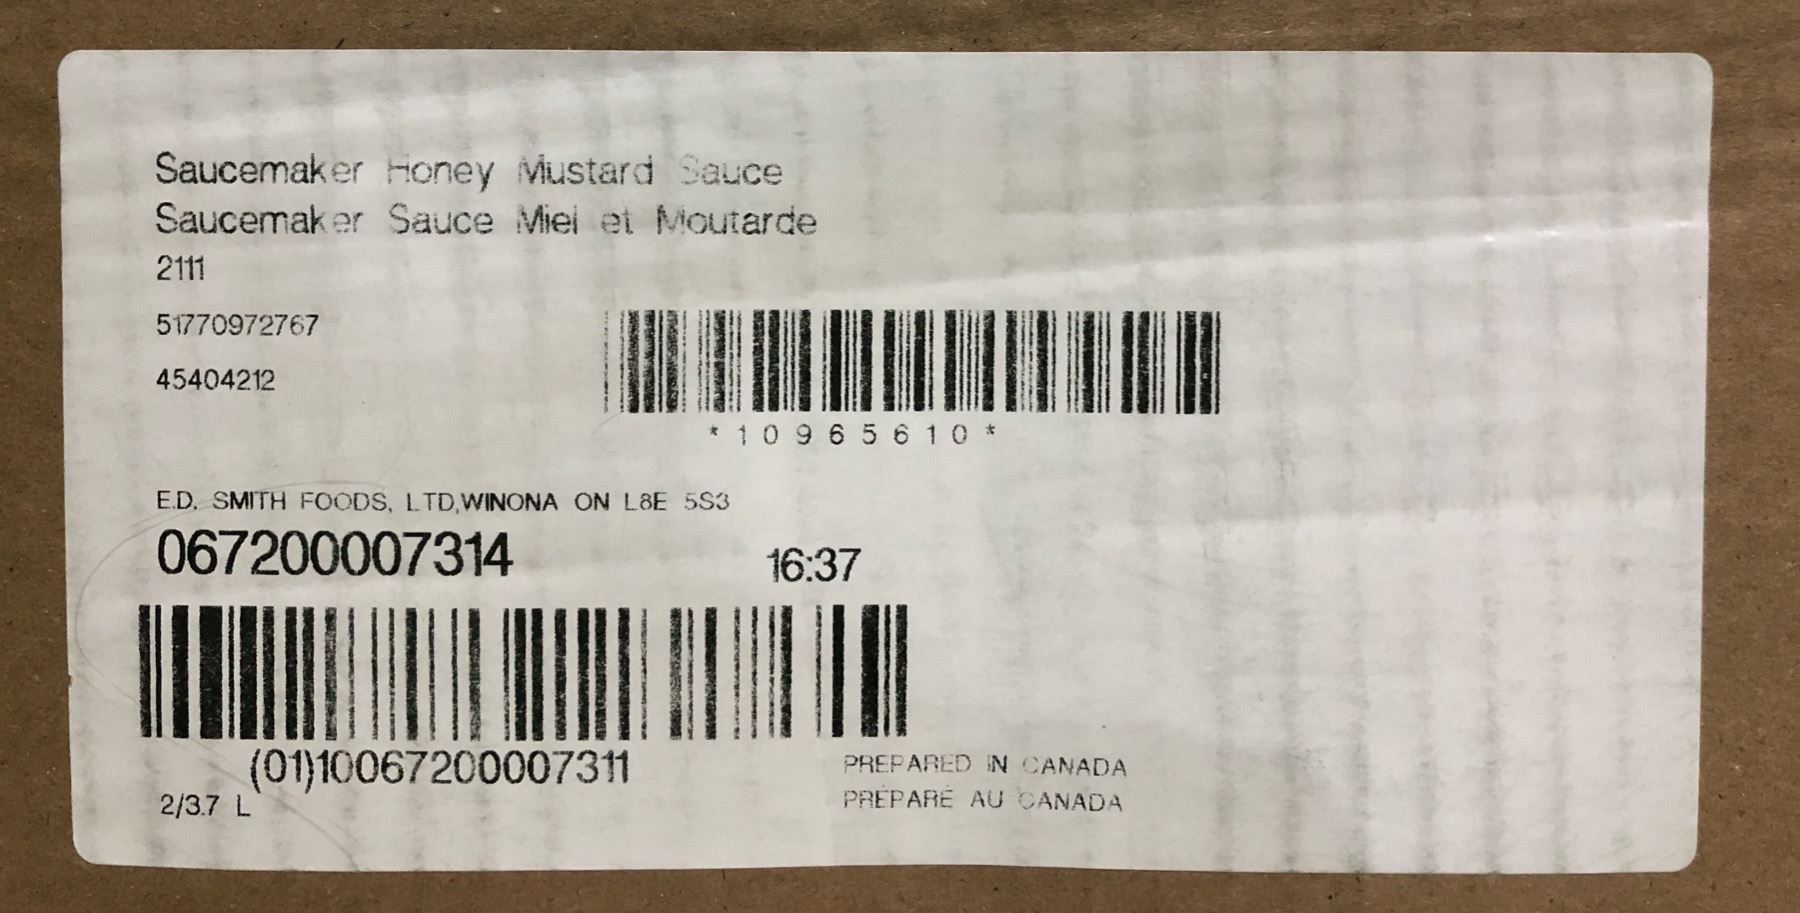 Saucemaker Honey Mustard Sauce
Saucemaker Sauce Miel et Moutarde
2111
51770972767
45404212
*10965610*
E.D. SMITH FOODS, LTD,WINONA ON L8E 5S3
067200007314 16:37
(01)10067200007311
2/3.7 L
PREPARED IN CANADA
PRÉPARÉ AU CANADA